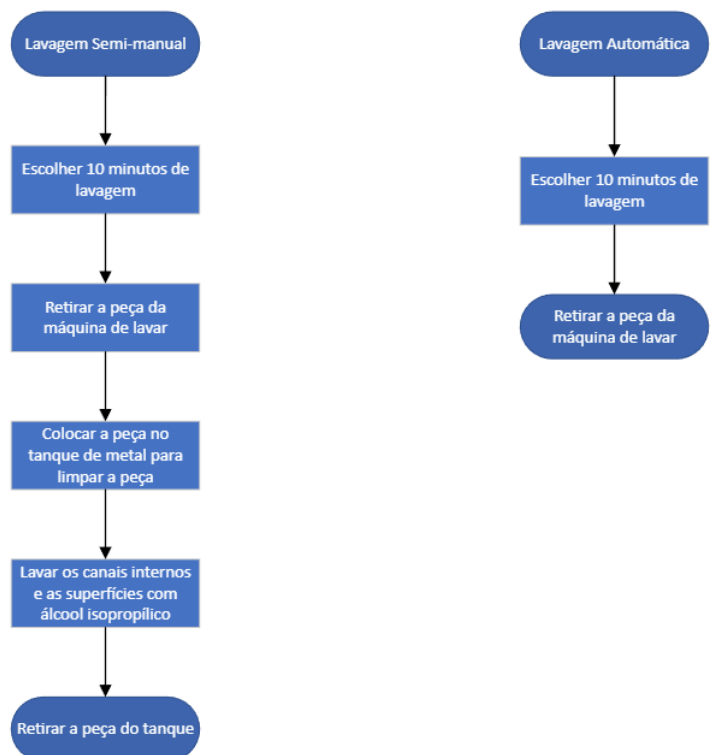 Lavagem Semi-manual
Escolher 10 minutos de
lavagem
Retirar a peça da
máquina de lavar
Colocar a peça no
tanque de metal para
limpar a peça
Lavar os canais internos
e as superfícies com
álcool isopropílico
Retirar a peça do tanque
Lavagem Automática
Escolher 10 minutos de
lavagem
Retirar a peça da
máquina de lavar